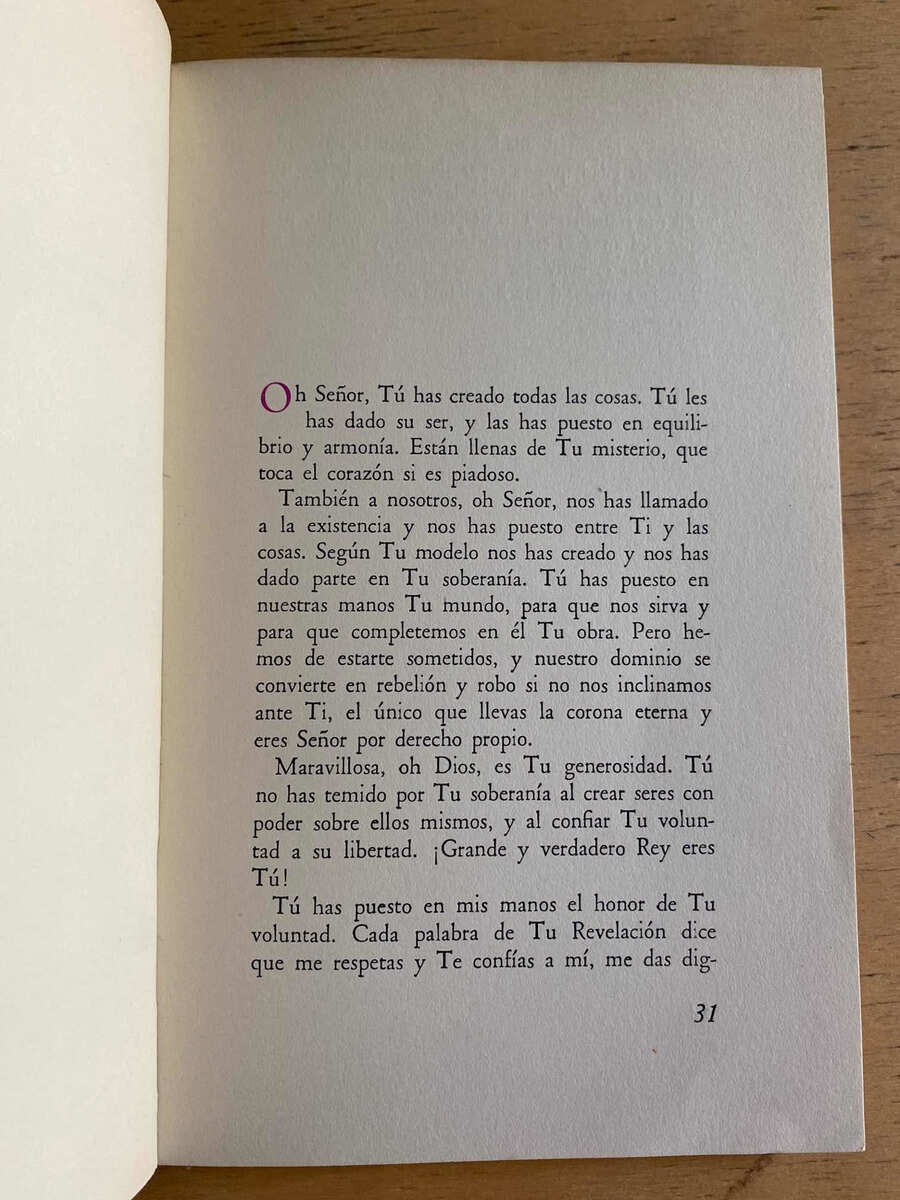 Oh Señor, Tú has creado todas las cosas. Tú les
has dado su ser, y las has puesto en equili-
brio y armonía. Están llenas de Tu misterio, que
toca el corazón si es piadoso.
También a nosotros, oh Señor, nos has llamado
a la existencia y nos has puesto entre Ti y las
cosas. Según Tu modelo nos has creado y nos has
dado parte en Tu soberanía. Tú has puesto en
nuestras manos Tu mundo, para que nos sirva y
para que completemos en él Tu obra. Pero he-
mos de estarte sometidos, y nuestro dominio se
convierte en rebelión y robo si no nos inclinamos
ante Ti, el único que llevas la corona eterna y
eres Señor por derecho propio.
Maravillosa, oh Dios, es Tu generosidad. Tú
no has temido por Tu soberanía al crear seres con
poder sobre ellos mismos, y al confiar Tu volun-
tad a su libertad. ¡Grande y verdadero Rey eres
Tú!
Tú has puesto en mis manos el honor de Tu
voluntad. Cada palabra de Tu Revelación dice
que me respetas y Te confías a mí, me das dig-
31